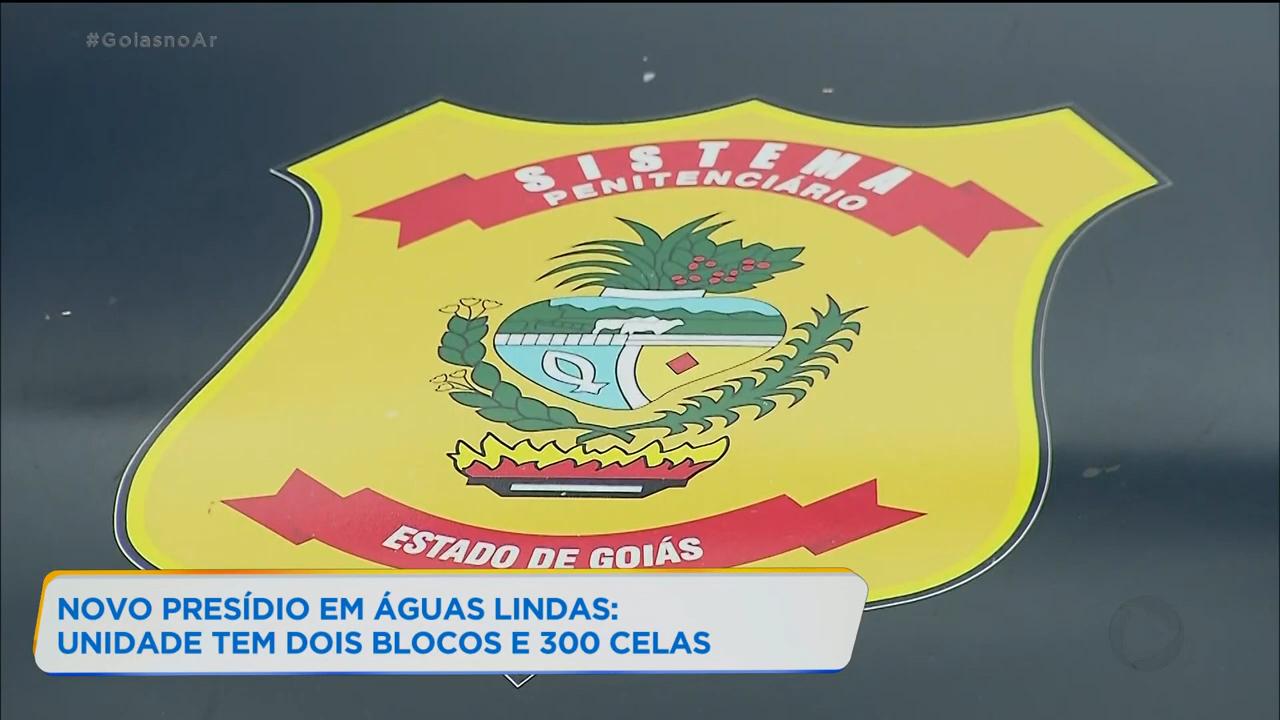 #GoiasnoAr
SISTEMA
PENITENCIÁRIO
ESTADO DE GOIÁS
NOVO PRESÍDIO EM ÁGUAS LINDAS:
UNIDADE TEM DOIS BLOCOS E 300 CELAS